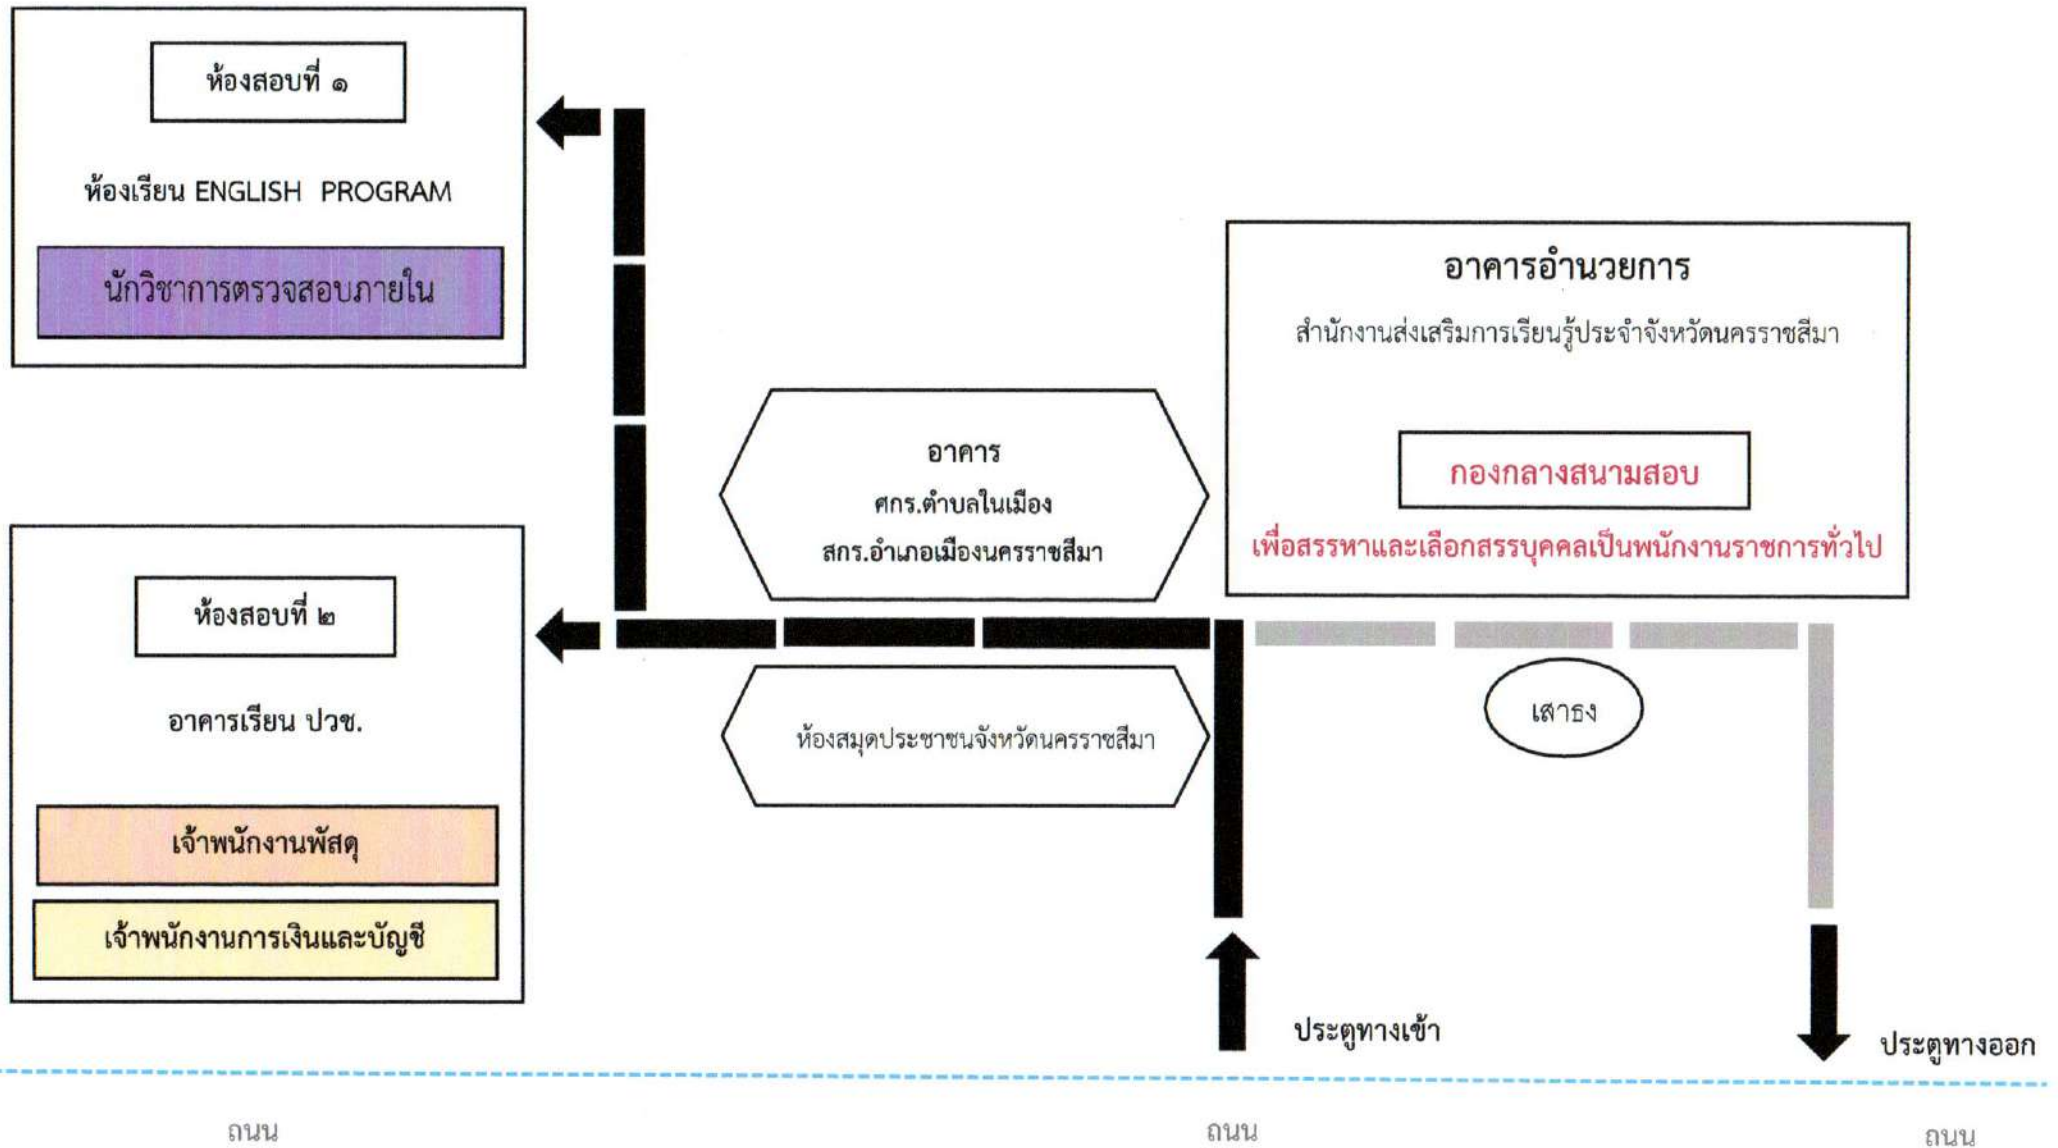 ห้องสอบที่ ๑
ห้องเรียน ENGLISH PROGRAM
นักวิชาการตรวจสอบภายใน
อาคารอำนวยการ
สำนักงานส่งเสริมการเรียนรู้ประจำจังหวัดนครราชสีมา
กองกลางสนามสอบ
เพื่อสรรหาและเลือกสรรบุคคลเป็นพนักงานราชการทั่วไป
อาคาร
ศกร.ตำบลในเมือง
สกร.อำเภอเมืองนครราชสีมา
ห้องสอบที่ ๒
อาคารเรียน ปวช.
เจ้าพนักงานพัสดุ
เจ้าพนักงานการเงินและบัญชี
ห้องสมุดประชาชนจังหวัดนครราชสีมา
เสาธง
ประตูทางเข้า
ประตูทางออก
ถนน
ถนน
ถนน